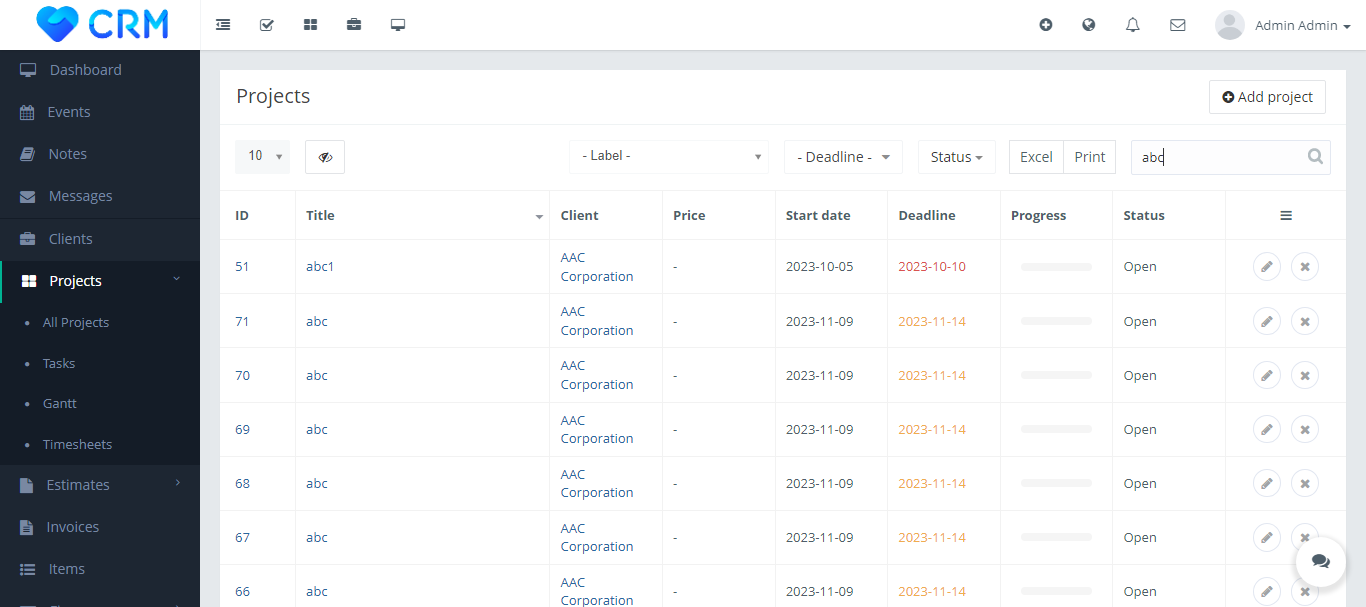 CRM
Admin Admin
Dashboard
Events
Notes
Messages
Clients
Projects
All Projects
Tasks
Gantt
Timesheets
Estimates
Invoices
Items
Projects
Add project
10
- Label -
- Deadline -
Status
Excel
Print
abc
ID Title Client Price Start date Deadline Progress Status
51 abc1 AAC Corporation - 2023-10-05 2023-10-10 Open
71 abc AAC Corporation - 2023-11-09 2023-11-14 Open
70 abc AAC Corporation - 2023-11-09 2023-11-14 Open
69 abc AAC Corporation - 2023-11-09 2023-11-14 Open
68 abc AAC Corporation - 2023-11-09 2023-11-14 Open
67 abc AAC Corporation - 2023-11-09 2023-11-14 Open
66 abc AAC Corporation - 2023-11-09 2023-11-14 Open